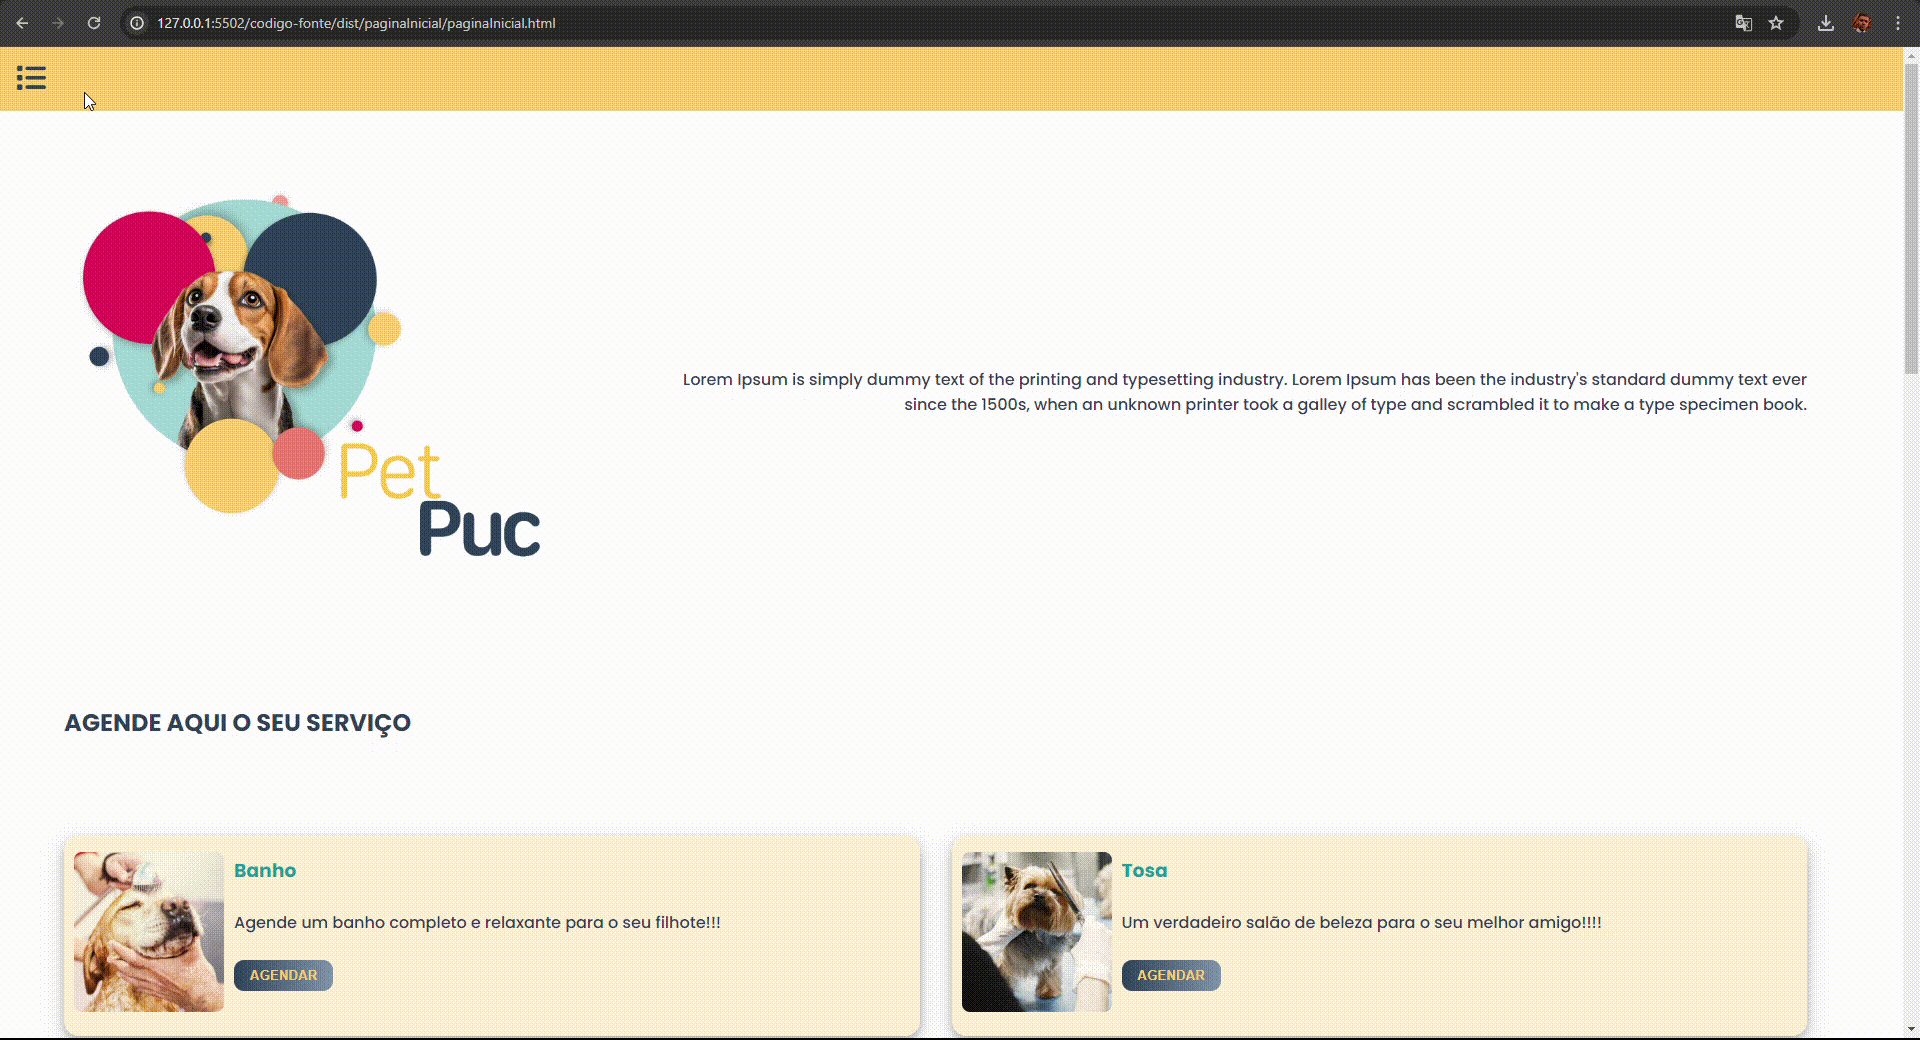 127.0.0.1:5502/codigo-fonte/dist/paginaInicial/paginaInicial.html
Pet
Puc
Lorem Ipsum is simply dummy text of the printing and typesetting industry. Lorem Ipsum has been the industry's standard dummy text ever
since the 1500s, when an unknown printer took a galley of type and scrambled it to make a type specimen book.
AGENDE AQUI O SEU SERVIÇO
Banho
Agende um banho completo e relaxante para o seu filhote!!!
AGENDAR
Tosa
Um verdadeiro salão de beleza para o seu melhor amigo!!!!
AGENDAR